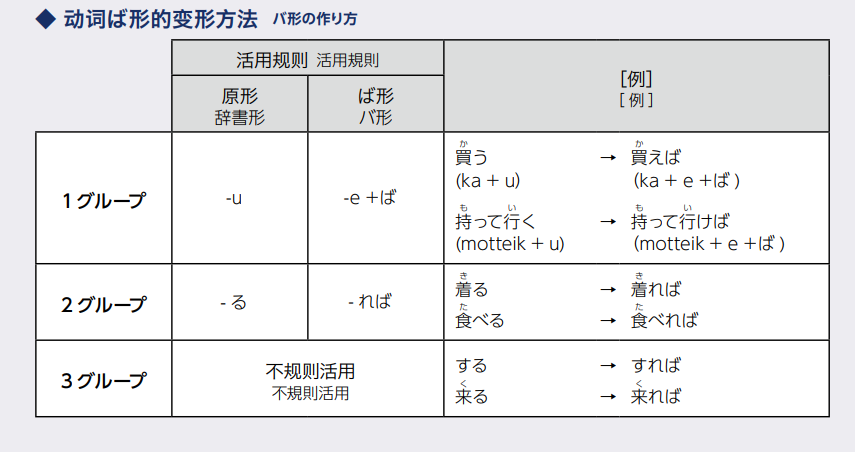 ◆ 动词ば形的变形方法 バ形の作り方
活用规则 活用規則
[例]
[ 例 ]
原形
辞書形
ば形
バ形
1グループ
-u
-e +ば
か か
買う → 買えば
(ka + u) (ka + e +ば )
も い も い
持って行く → 持って行けば
(motteik + u) (motteik + e +ば )
2グループ
- る
- れば
き き
着る → 着れば
た た
食べる → 食べれば
3グループ
不规则活用
不規則活用
する → すれば
く く
来る → 来れば